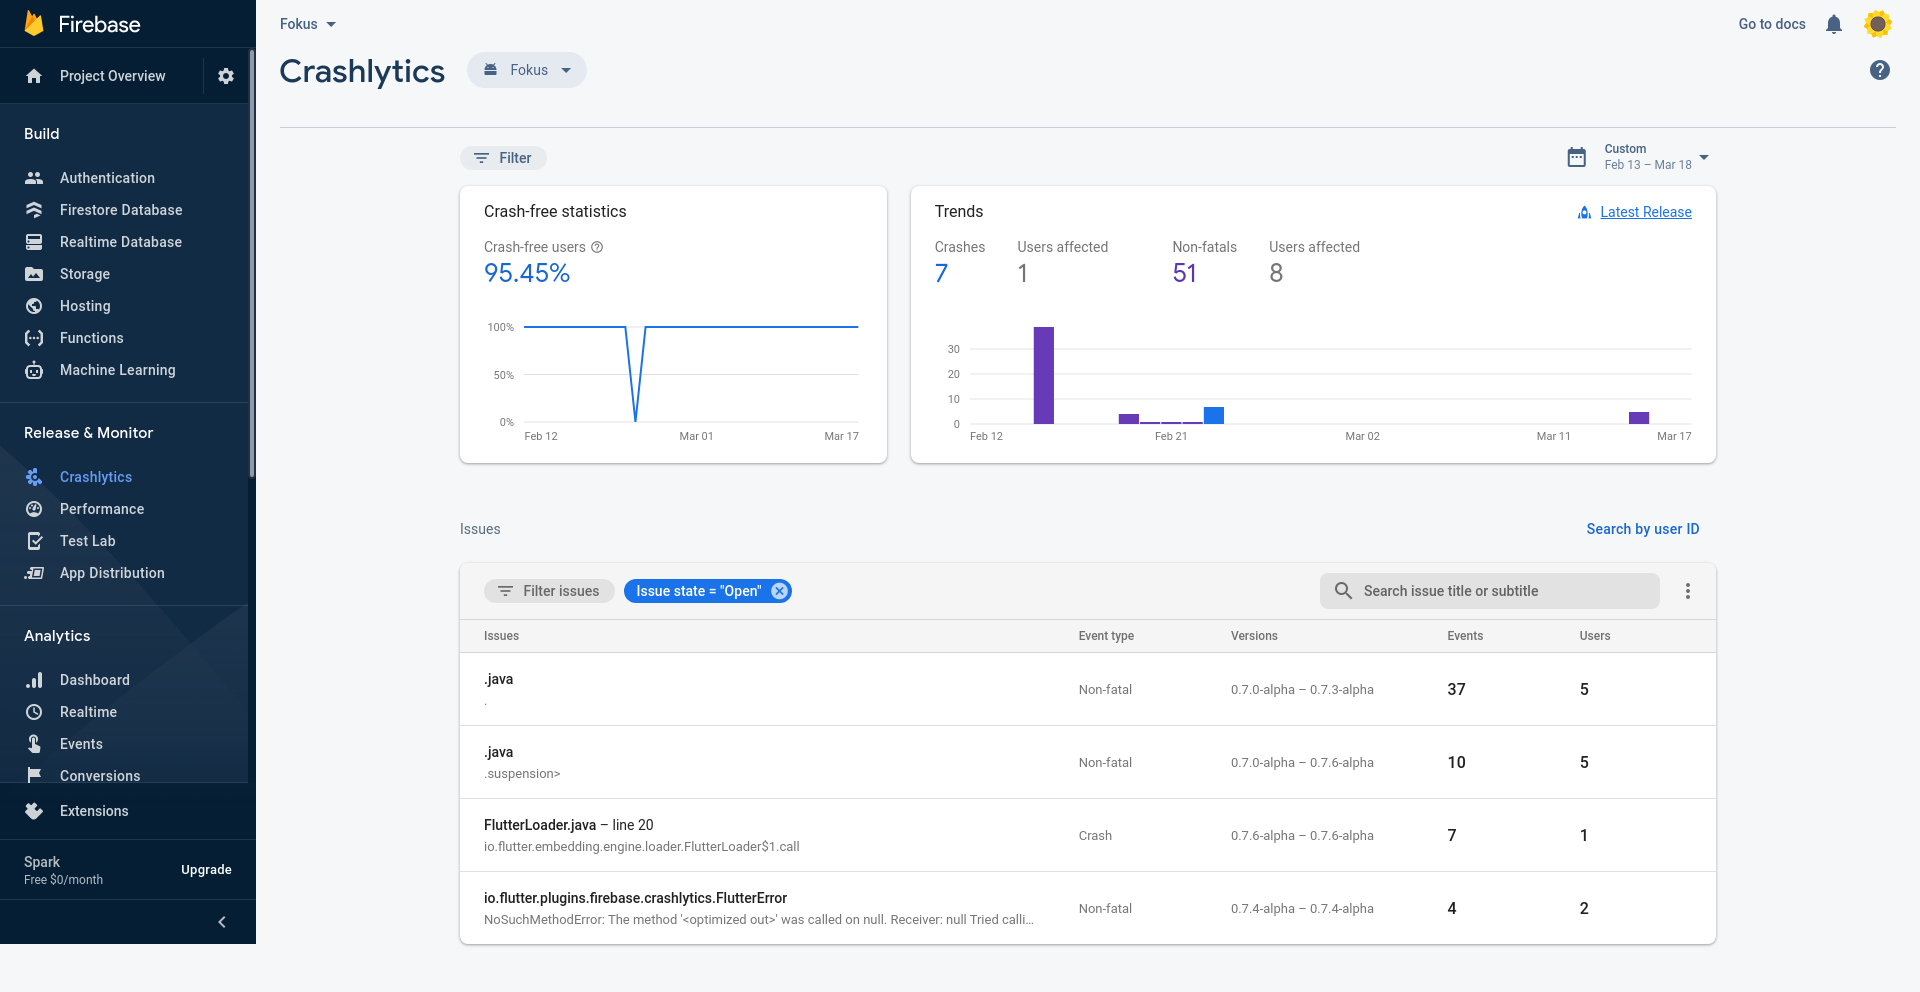 Firebase
Project Overview
Build
Authentication
Firestore Database
Realtime Database
Storage
Hosting
Functions
Machine Learning
Release & Monitor
Crashlytics
Performance
Test Lab
App Distribution
Analytics
Dashboard
Realtime
Events
Conversions
Extensions
Spark
Free $0/month
Upgrade
Fokus
Go to docs
Crashlytics
Fokus
Filter
Custom
Feb 13 – Mar 18
Crash-free statistics
Crash-free users
95.45%
100%
50%
0%
Feb 12 Mar 01 Mar 17
Trends
Latest Release
Crashes Users affected Non-fatals Users affected
7 1 51 8
30
20
10
0
Feb 12 Feb 21 Mar 02 Mar 11 Mar 17
Issues
Search by user ID
Filter issues
Issue state = "Open"
Search issue title or subtitle
Issues Event type Versions Events Users
.java
.
Non-fatal 0.7.0-alpha – 0.7.3-alpha 37 5
.java
.suspension>
Non-fatal 0.7.0-alpha – 0.7.6-alpha 10 5
FlutterLoader.java – line 20
io.flutter.embedding.engine.loader.FlutterLoader$1.call
Crash 0.7.6-alpha – 0.7.6-alpha 7 1
io.flutter.plugins.firebase.crashlytics.FlutterError
NoSuchMethodError: The method '<optimized out>' was called on null. Receiver: null Tried calli...
Non-fatal 0.7.4-alpha – 0.7.4-alpha 4 2